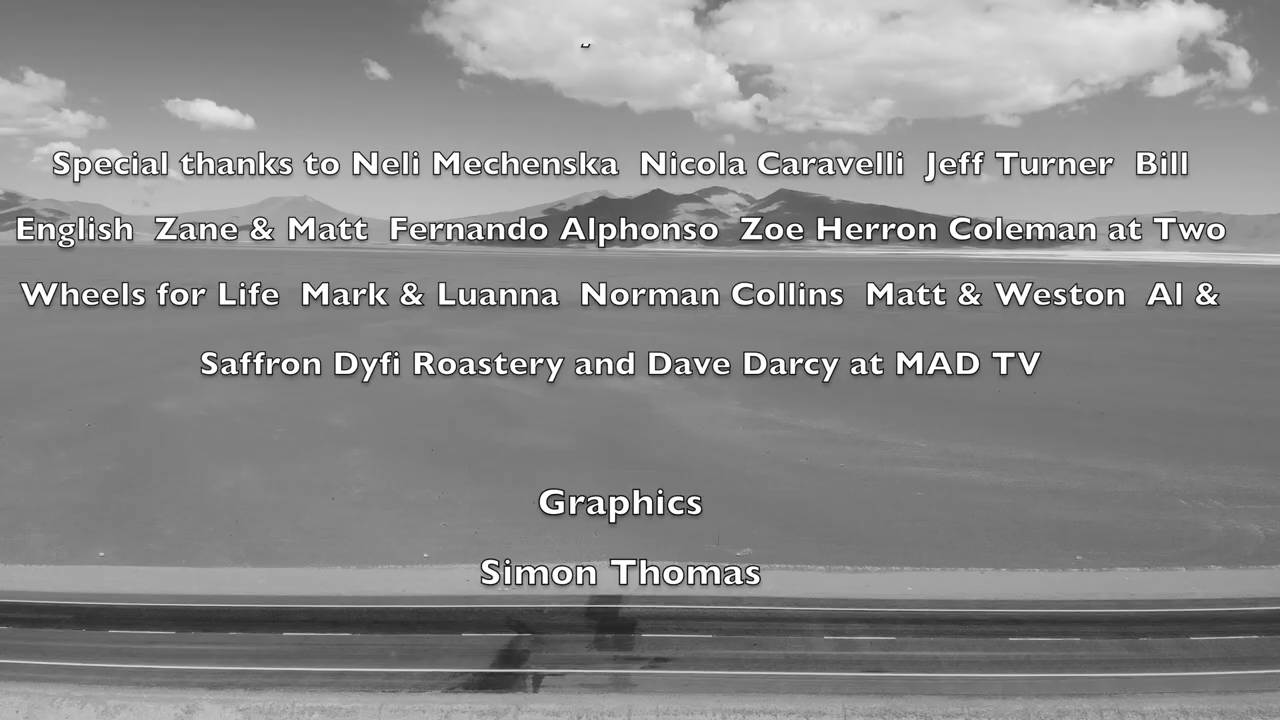 Special thanks to Neli Mechenska  Nicola Caravelli  Jeff Turner  Bill
English  Zane & Matt  Fernando Alphonso  Zoe Herron Coleman at Two
Wheels for Life  Mark & Luanna  Norman Collins  Matt & Weston  Al &
Saffron Dyfi Roastery and Dave Darcy at MAD TV
Graphics
Simon Thomas